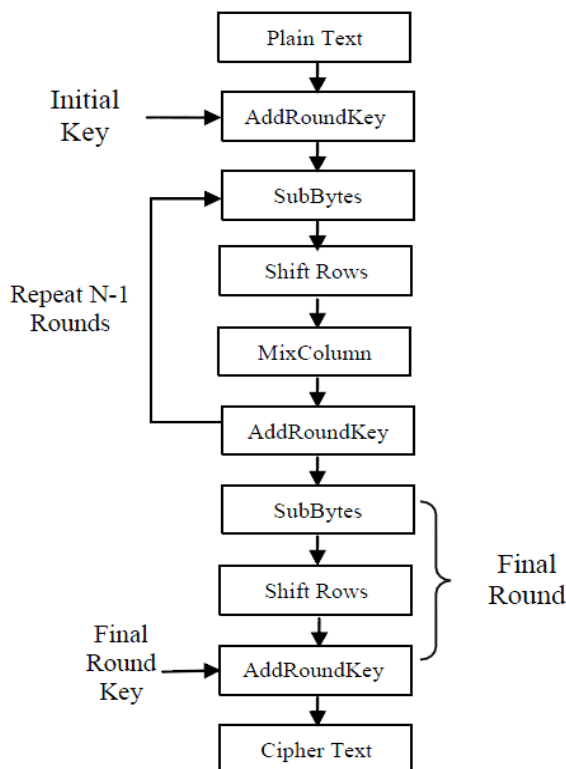 Plain Text
Initial
Key
AddRoundKey
SubBytes
Shift Rows
Repeat N-1
Rounds
MixColumn
AddRoundKey
SubBytes
Final
Round
Shift Rows
Final
Round
Key
AddRoundKey
Cipher Text